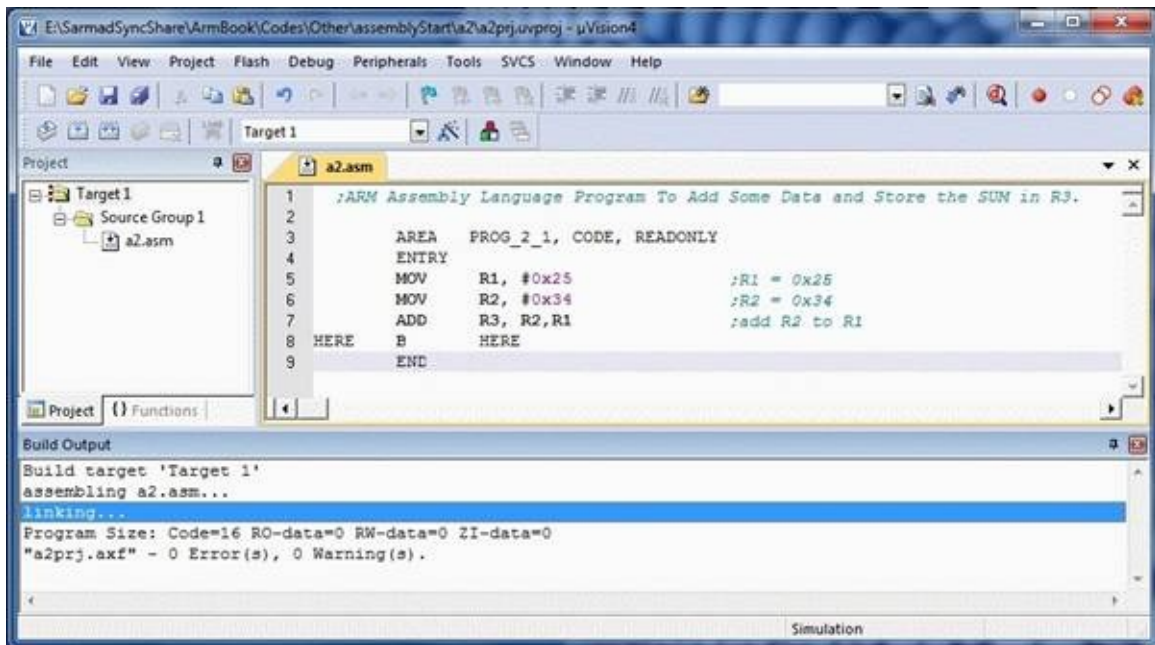 E:\SarmadSyncShare\ArmBook\Codes\Other\assemblyStart\a2\a2prj.uvproj - µVision4
File Edit View Project Flash Debug Peripherals Tools SVCS Window Help
Target 1
Project
Target 1
Source Group 1
a2.asm
Project {} Functions
a2.asm
1 ;ARM Assembly Language Program To Add Some Data and Store the SUM in R3.
2
3 AREA PROG_2_1, CODE, READONLY
4 ENTRY
5 MOV R1, #0x25 ;R1 = 0x25
6 MOV R2, #0x34 ;R2 = 0x34
7 ADD R3, R2,R1 ;add R2 to R1
8 HERE B HERE
9 END
Build Output
Build target 'Target 1'
assembling a2.asm...
linking...
Program Size: Code=16 RO-data=0 RW-data=0 ZI-data=0
"a2prj.axf" - 0 Error(s), 0 Warning(s).
Simulation